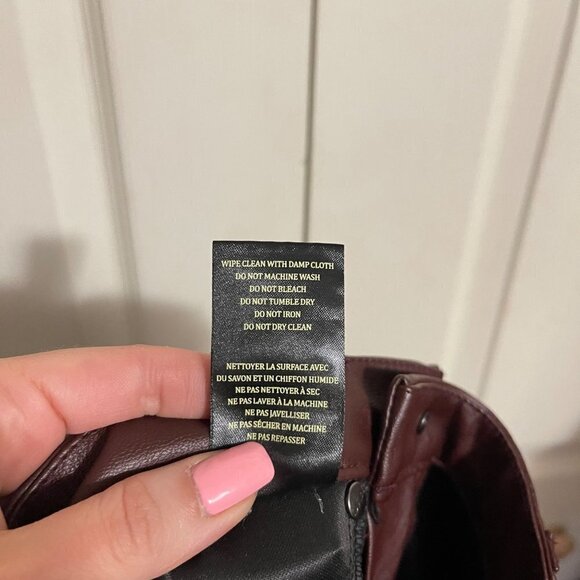 WIPE CLEAN WITH DAMP CLOTH
DO NOT MACHINE WASH
DO NOT BLEACH
DO NOT TUMBLE DRY
DO NOT IRON
DO NOT DRY CLEAN
NETTOYER LA SURFACE AVEC
DU SAVON ET UN CHIFFON HUMIDE
NE PAS NETTOYER À SEC
NE PAS LAVER À LA MACHINE
NE PAS JAVELLISER
NE PAS SÉCHER EN MACHINE
NE PAS REPASSER